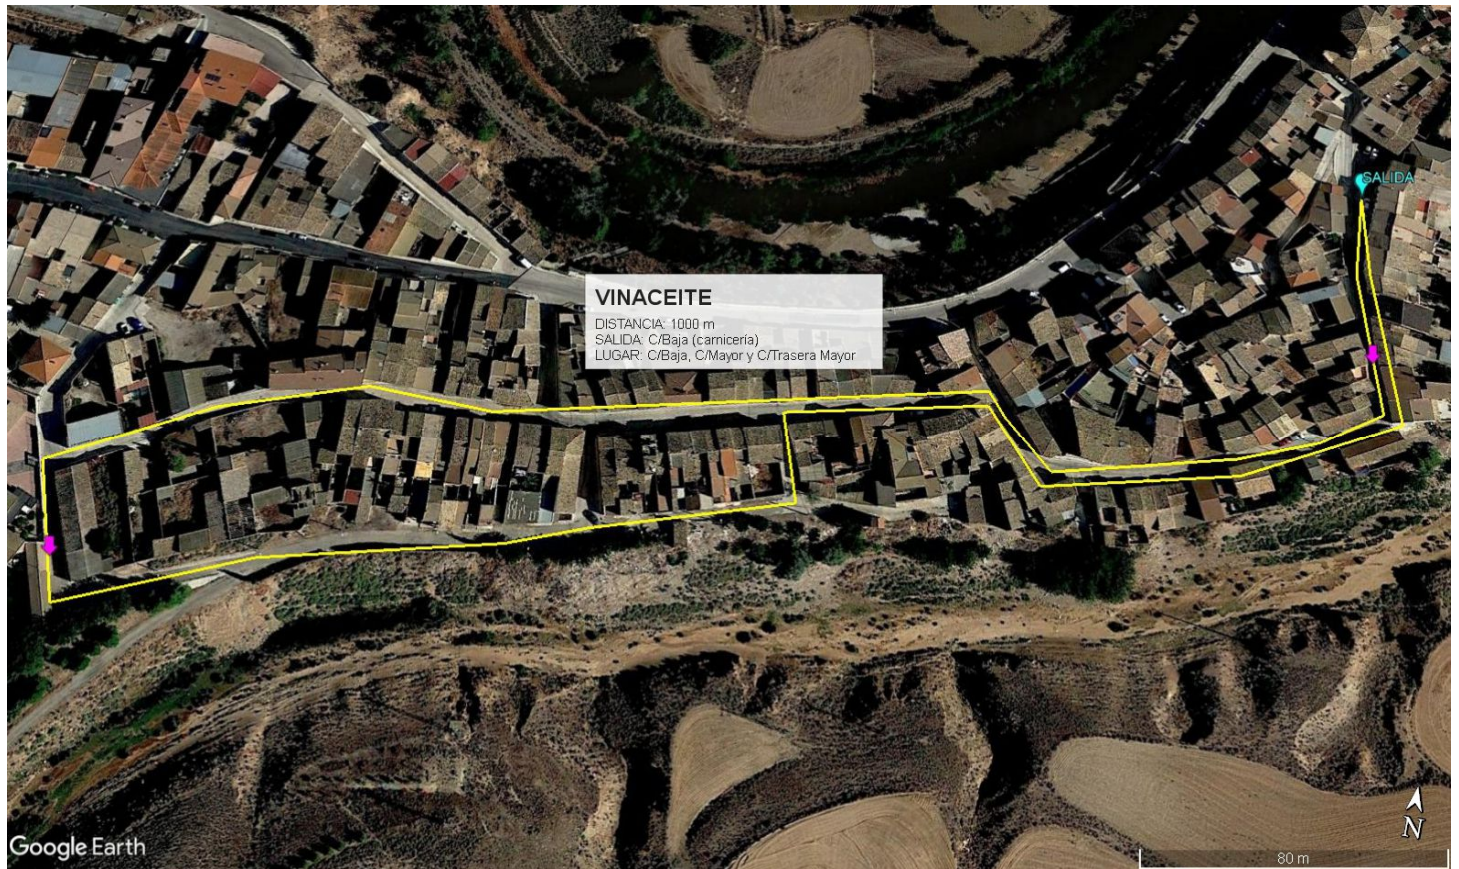 SALIDA
VINACEITE
DISTANCIA: 1000 m
SALIDA: C/Baja (carnicería)
LUGAR: C/Baja, C/Mayor y C/Trasera Mayor
N
Google Earth
80 m